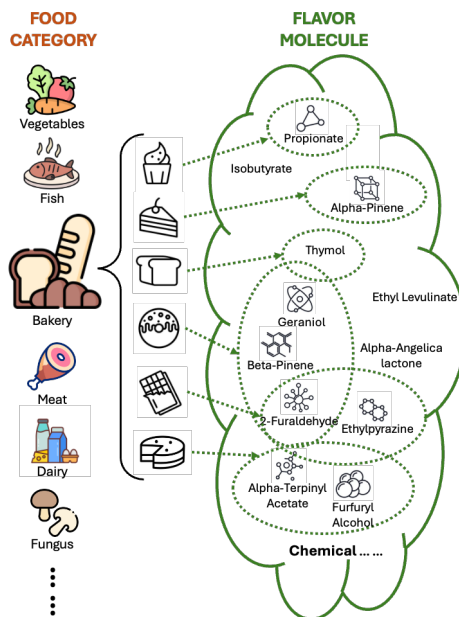 FOOD
CATEGORY
Vegetables
Fish
Bakery
Meat
Dairy
Fungus
FLAVOR
MOLECULE
Propionate
Isobutyrate
Alpha-Pinene
Thymol
Geraniol
Ethyl Levulinate
Beta-Pinene
Alpha-Angelica
lactone
2-Furaldehyde
Ethylpyrazine
Alpha-Terpinyl
Acetate
Furfuryl
Alcohol
Chemical ... ...